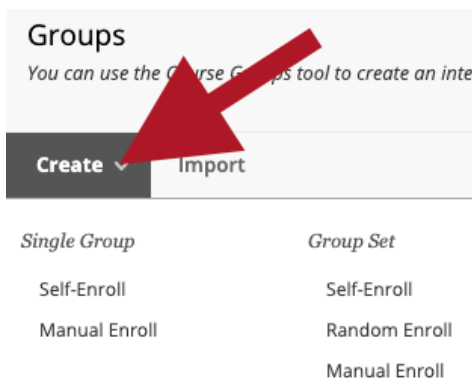 Groups
You can use the Course Groups tool to create an inte
Create
Import
Single Group
Self-Enroll
Manual Enroll
Group Set
Self-Enroll
Random Enroll
Manual Enroll